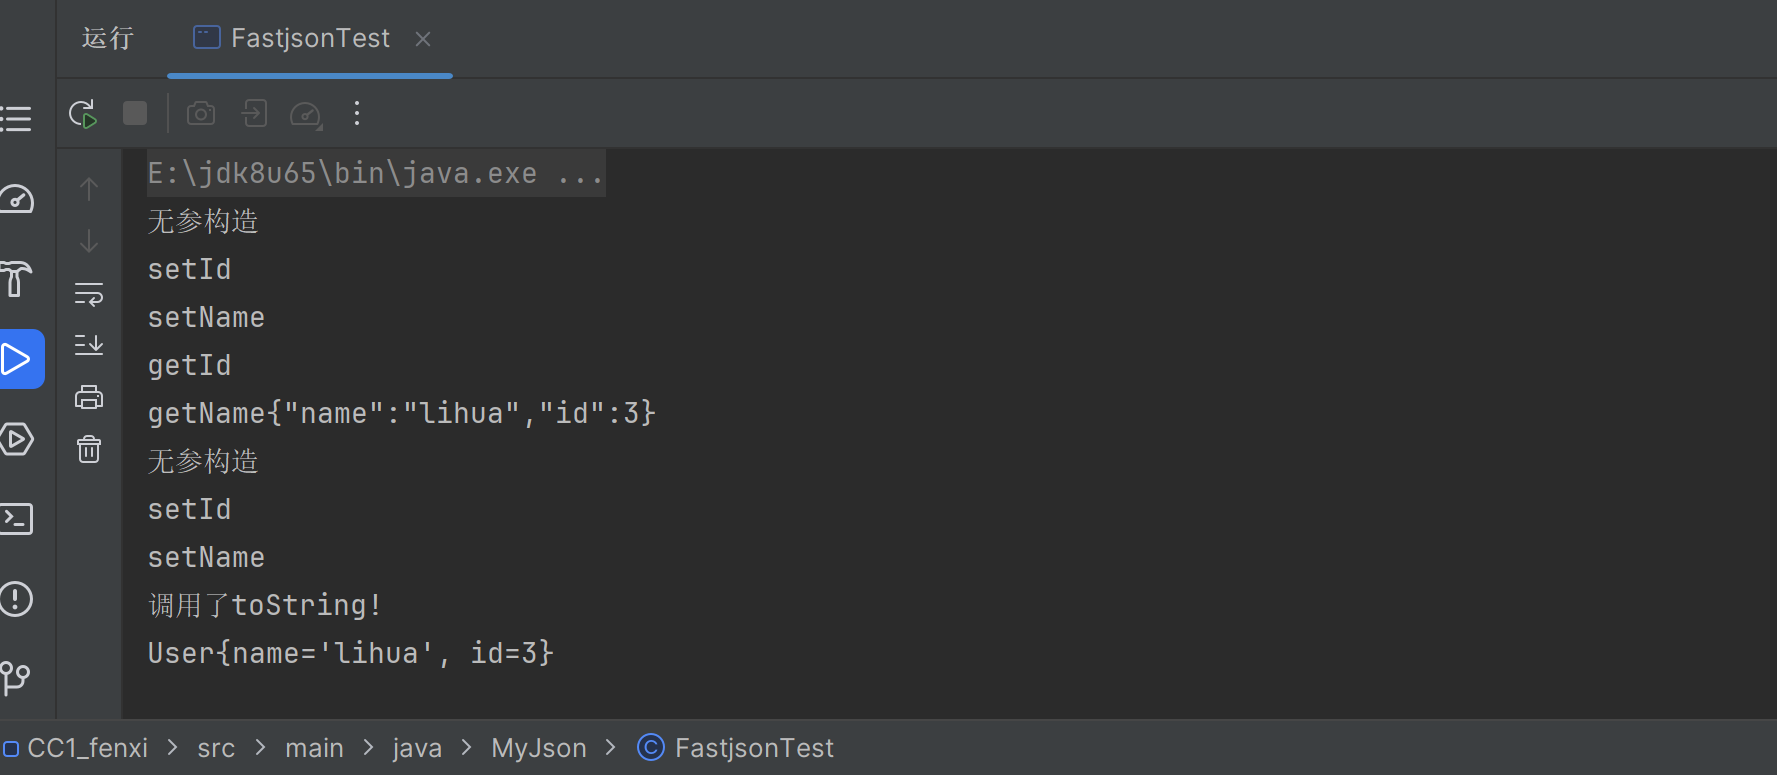 运行 FastjsonTest
E:\jdk8u65\bin\java.exe ...
无参构造
setId
setName
getId
getName{"name":"lihua","id":3}
无参构造
setId
setName
调用了toString!
User{name='lihua', id=3}
CC1_fenxi > src > main > java > MyJson > FastjsonTest